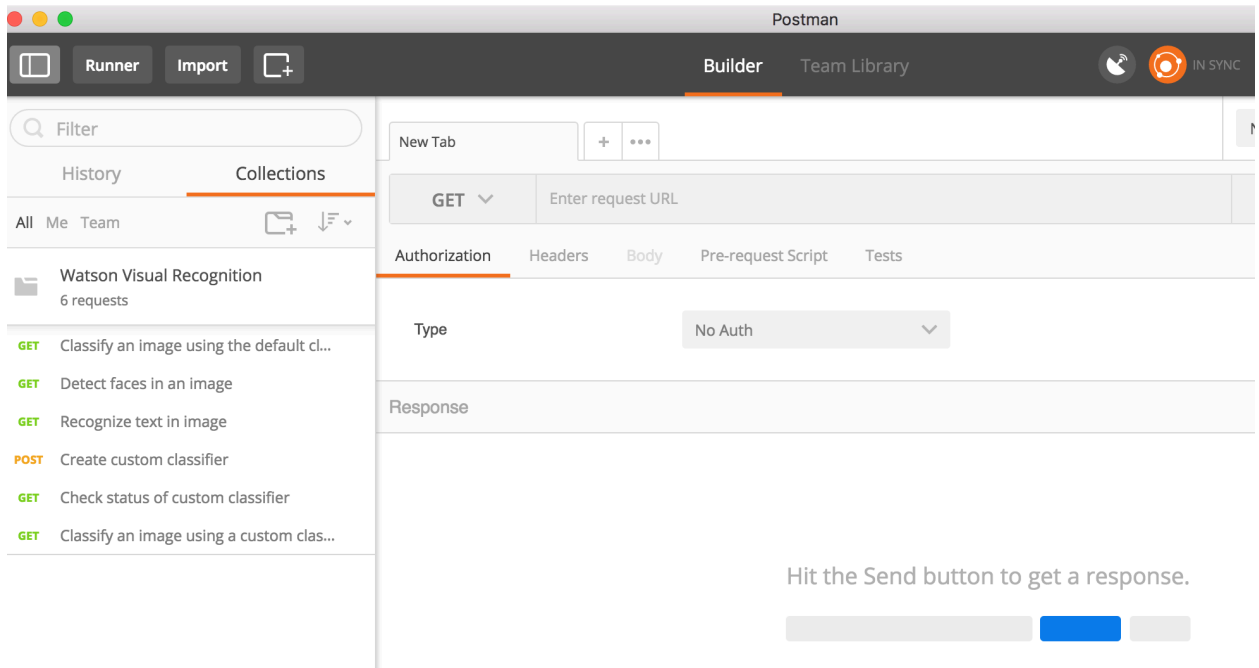 Postman
Runner Import Builder Team Library IN SYNC
Filter
History Collections
All Me Team
Watson Visual Recognition
6 requests
GET Classify an image using the default cl...
GET Detect faces in an image
GET Recognize text in image
POST Create custom classifier
GET Check status of custom classifier
GET Classify an image using a custom clas...
New Tab + •••
N
GET Enter request URL
Authorization Headers Body Pre-request Script Tests
Type No Auth
Response
Hit the Send button to get a response.